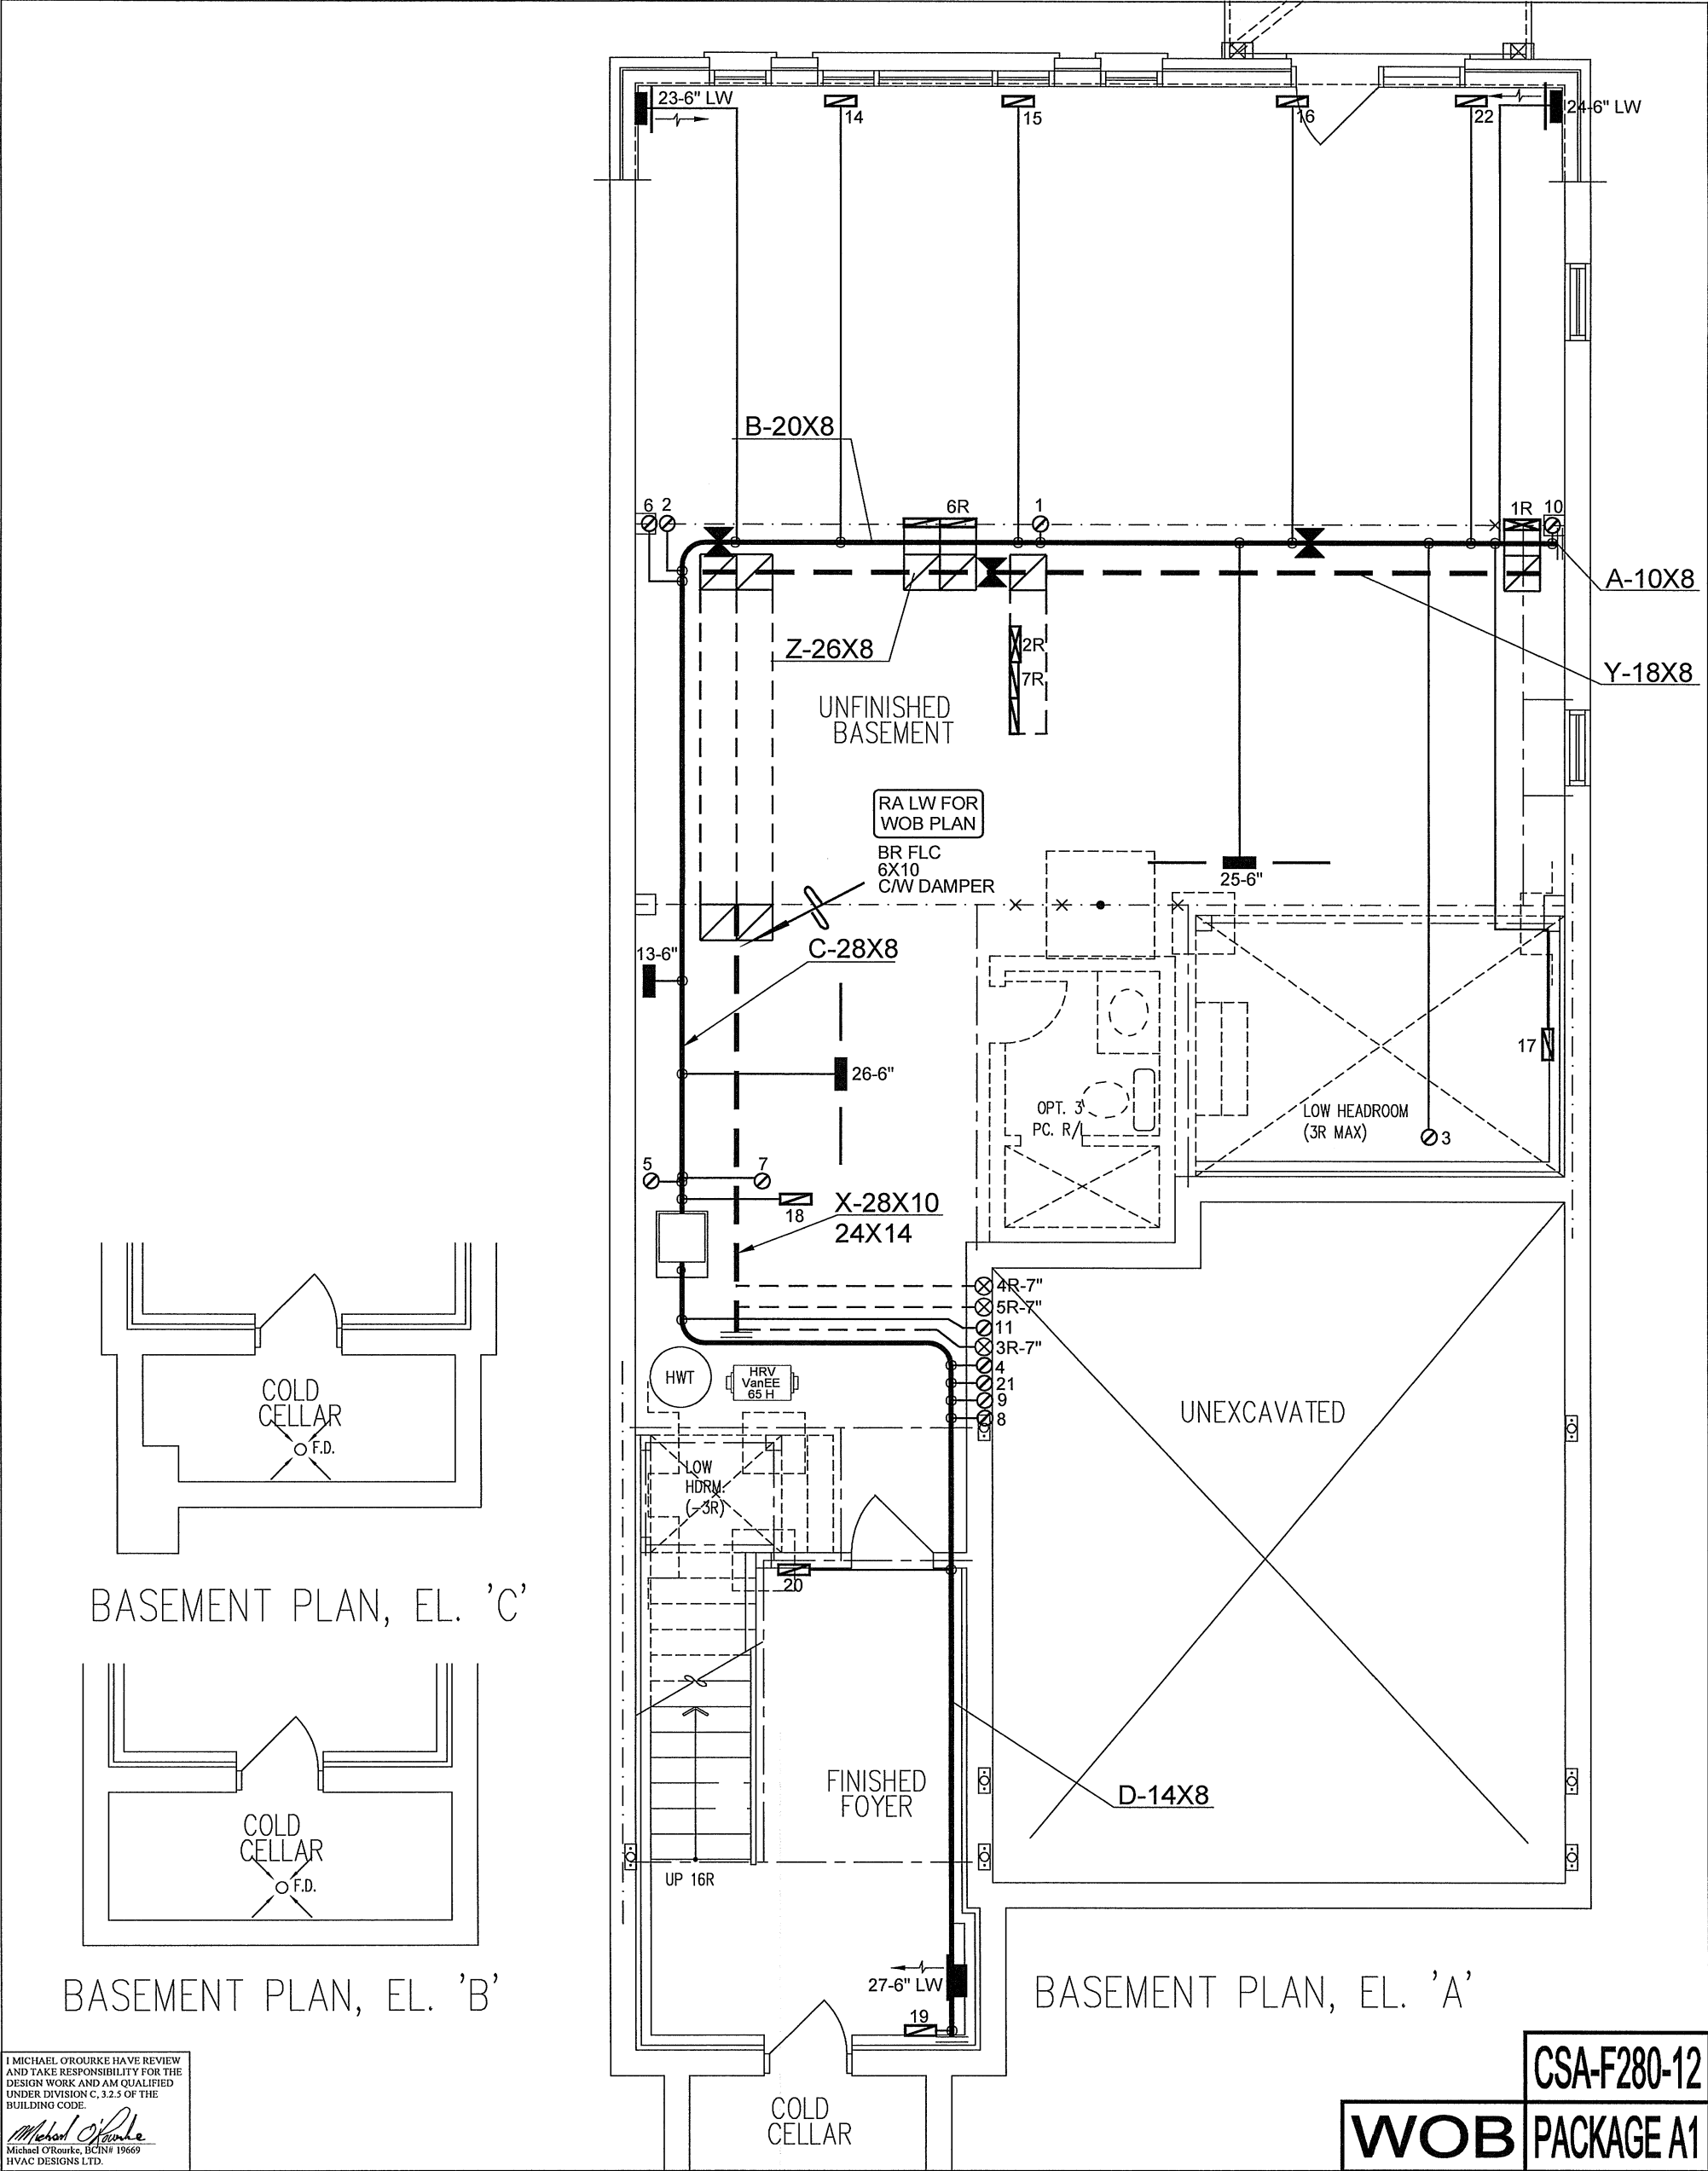 23-6" LW
14
15
16
22
24-6" LW
B-20X8
6 2
6R
1
1R
10
A-10X8
Z-26X8
2R
7R
Y-18X8
UNFINISHED
BASEMENT
RA LW FOR
WOB PLAN
BR FLC
6X10
C/W DAMPER
25-6"
C-28X8
13-6"
26-6"
17
OPT. 3
PC. R/I
LOW HEADROOM
(3R MAX)
3
5
7
18
X-28X10
24X14
4R-7"
5R-7"
11
3R-7"
4
21
9
8
HWT
HRV
VanEE
65 H
COLD
CELLAR
F.D.
UNEXCAVATED
LOW
HDRM.
(-3R)
20
BASEMENT PLAN, EL. 'C'
FINISHED
FOYER
D-14X8
COLD
CELLAR
F.D.
UP 16R
27-6" LW
19
BASEMENT PLAN, EL. 'B'
BASEMENT PLAN, EL. 'A'
COLD
CELLAR
I MICHAEL O'ROURKE HAVE REVIEW
AND TAKE RESPONSIBILITY FOR THE
DESIGN WORK AND AM QUALIFIED
UNDER DIVISION C, 3.2.5 OF THE
BUILDING CODE.
Michael O'Rourke
Michael O'Rourke, BCIN# 19669
HVAC DESIGNS LTD.
CSA-F280-12
WOB
PACKAGE A1